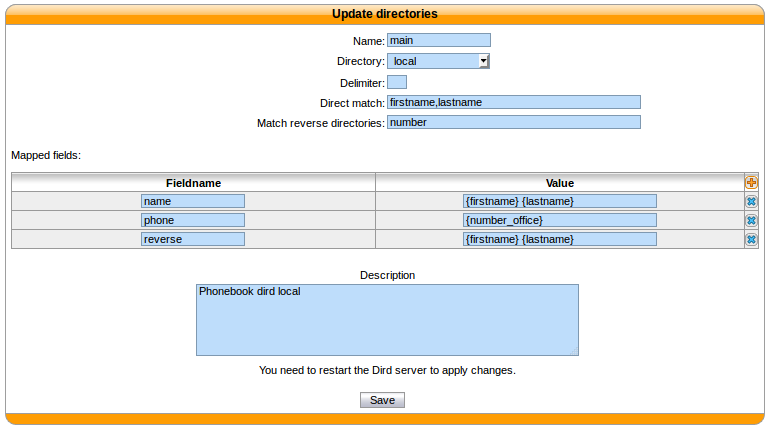 Update directories
Name: main
Directory: local
Delimiter:
Direct match: firstname,lastname
Match reverse directories: number
Mapped fields:
Fieldname Value
name {firstname} {lastname}
phone {number_office}
reverse {firstname} {lastname}
Description
Phonebook dird local
You need to restart the Dird server to apply changes.
Save